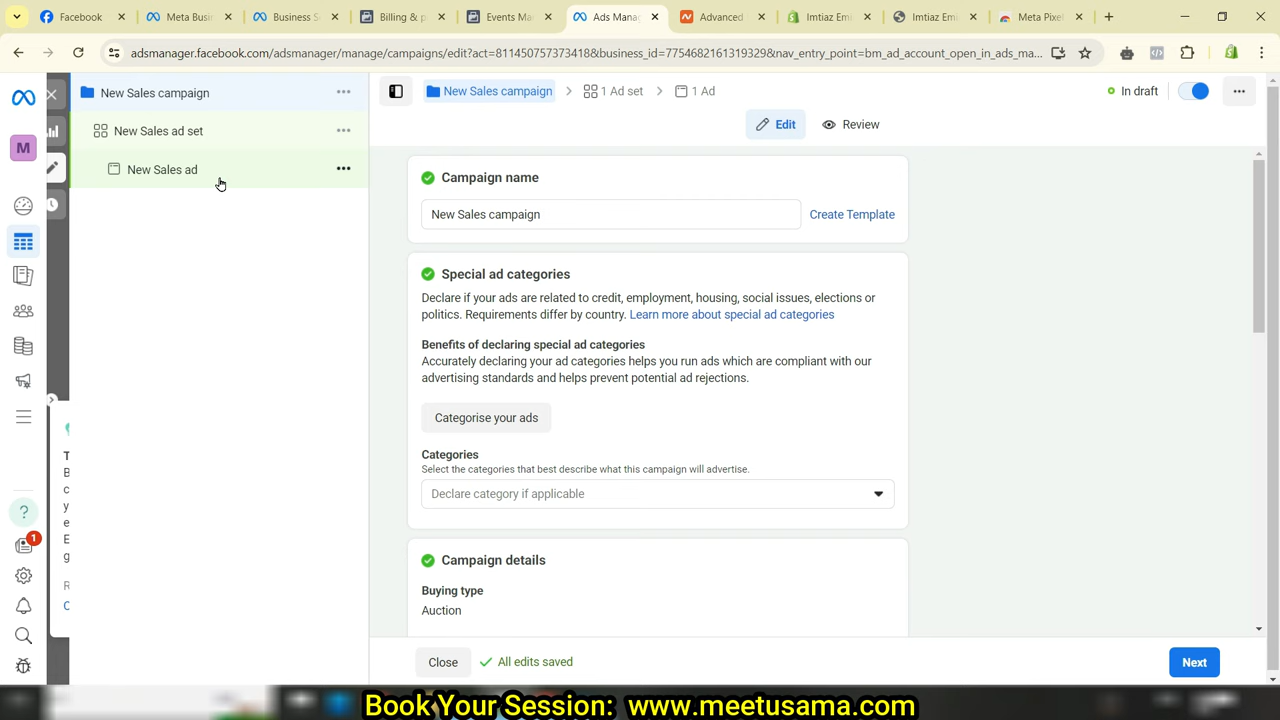 Facebook
Meta Busi
Business S
Billing & p
Events Ma
Ads Mana
Advanced
Imtiaz Emi
Imtiaz Emi
Meta Pixel
adsmanager.facebook.com/adsmanager/manage/campaigns/edit?act=811450757373418&business_id=7754682161319329&nav_entry_point=bm_ad_account_open_in_ads_ma...
New Sales campaign
New Sales ad set
New Sales ad
M
New Sales campaign
1 Ad set
1 Ad
In draft
Edit
Review
Campaign name
New Sales campaign
Create Template
Special ad categories
Declare if your ads are related to credit, employment, housing, social issues, elections or
politics. Requirements differ by country. Learn more about special ad categories
Benefits of declaring special ad categories
Accurately declaring your ad categories helps you run ads which are compliant with our
advertising standards and helps prevent potential ad rejections.
Categorise your ads
Categories
Select the categories that best describe what this campaign will advertise.
Declare category if applicable
Campaign details
Buying type
Auction
T
B
c
y
e
E
g
R
C
?
1
Close
All edits saved
Next
Book Your Session: www.meetusama.com